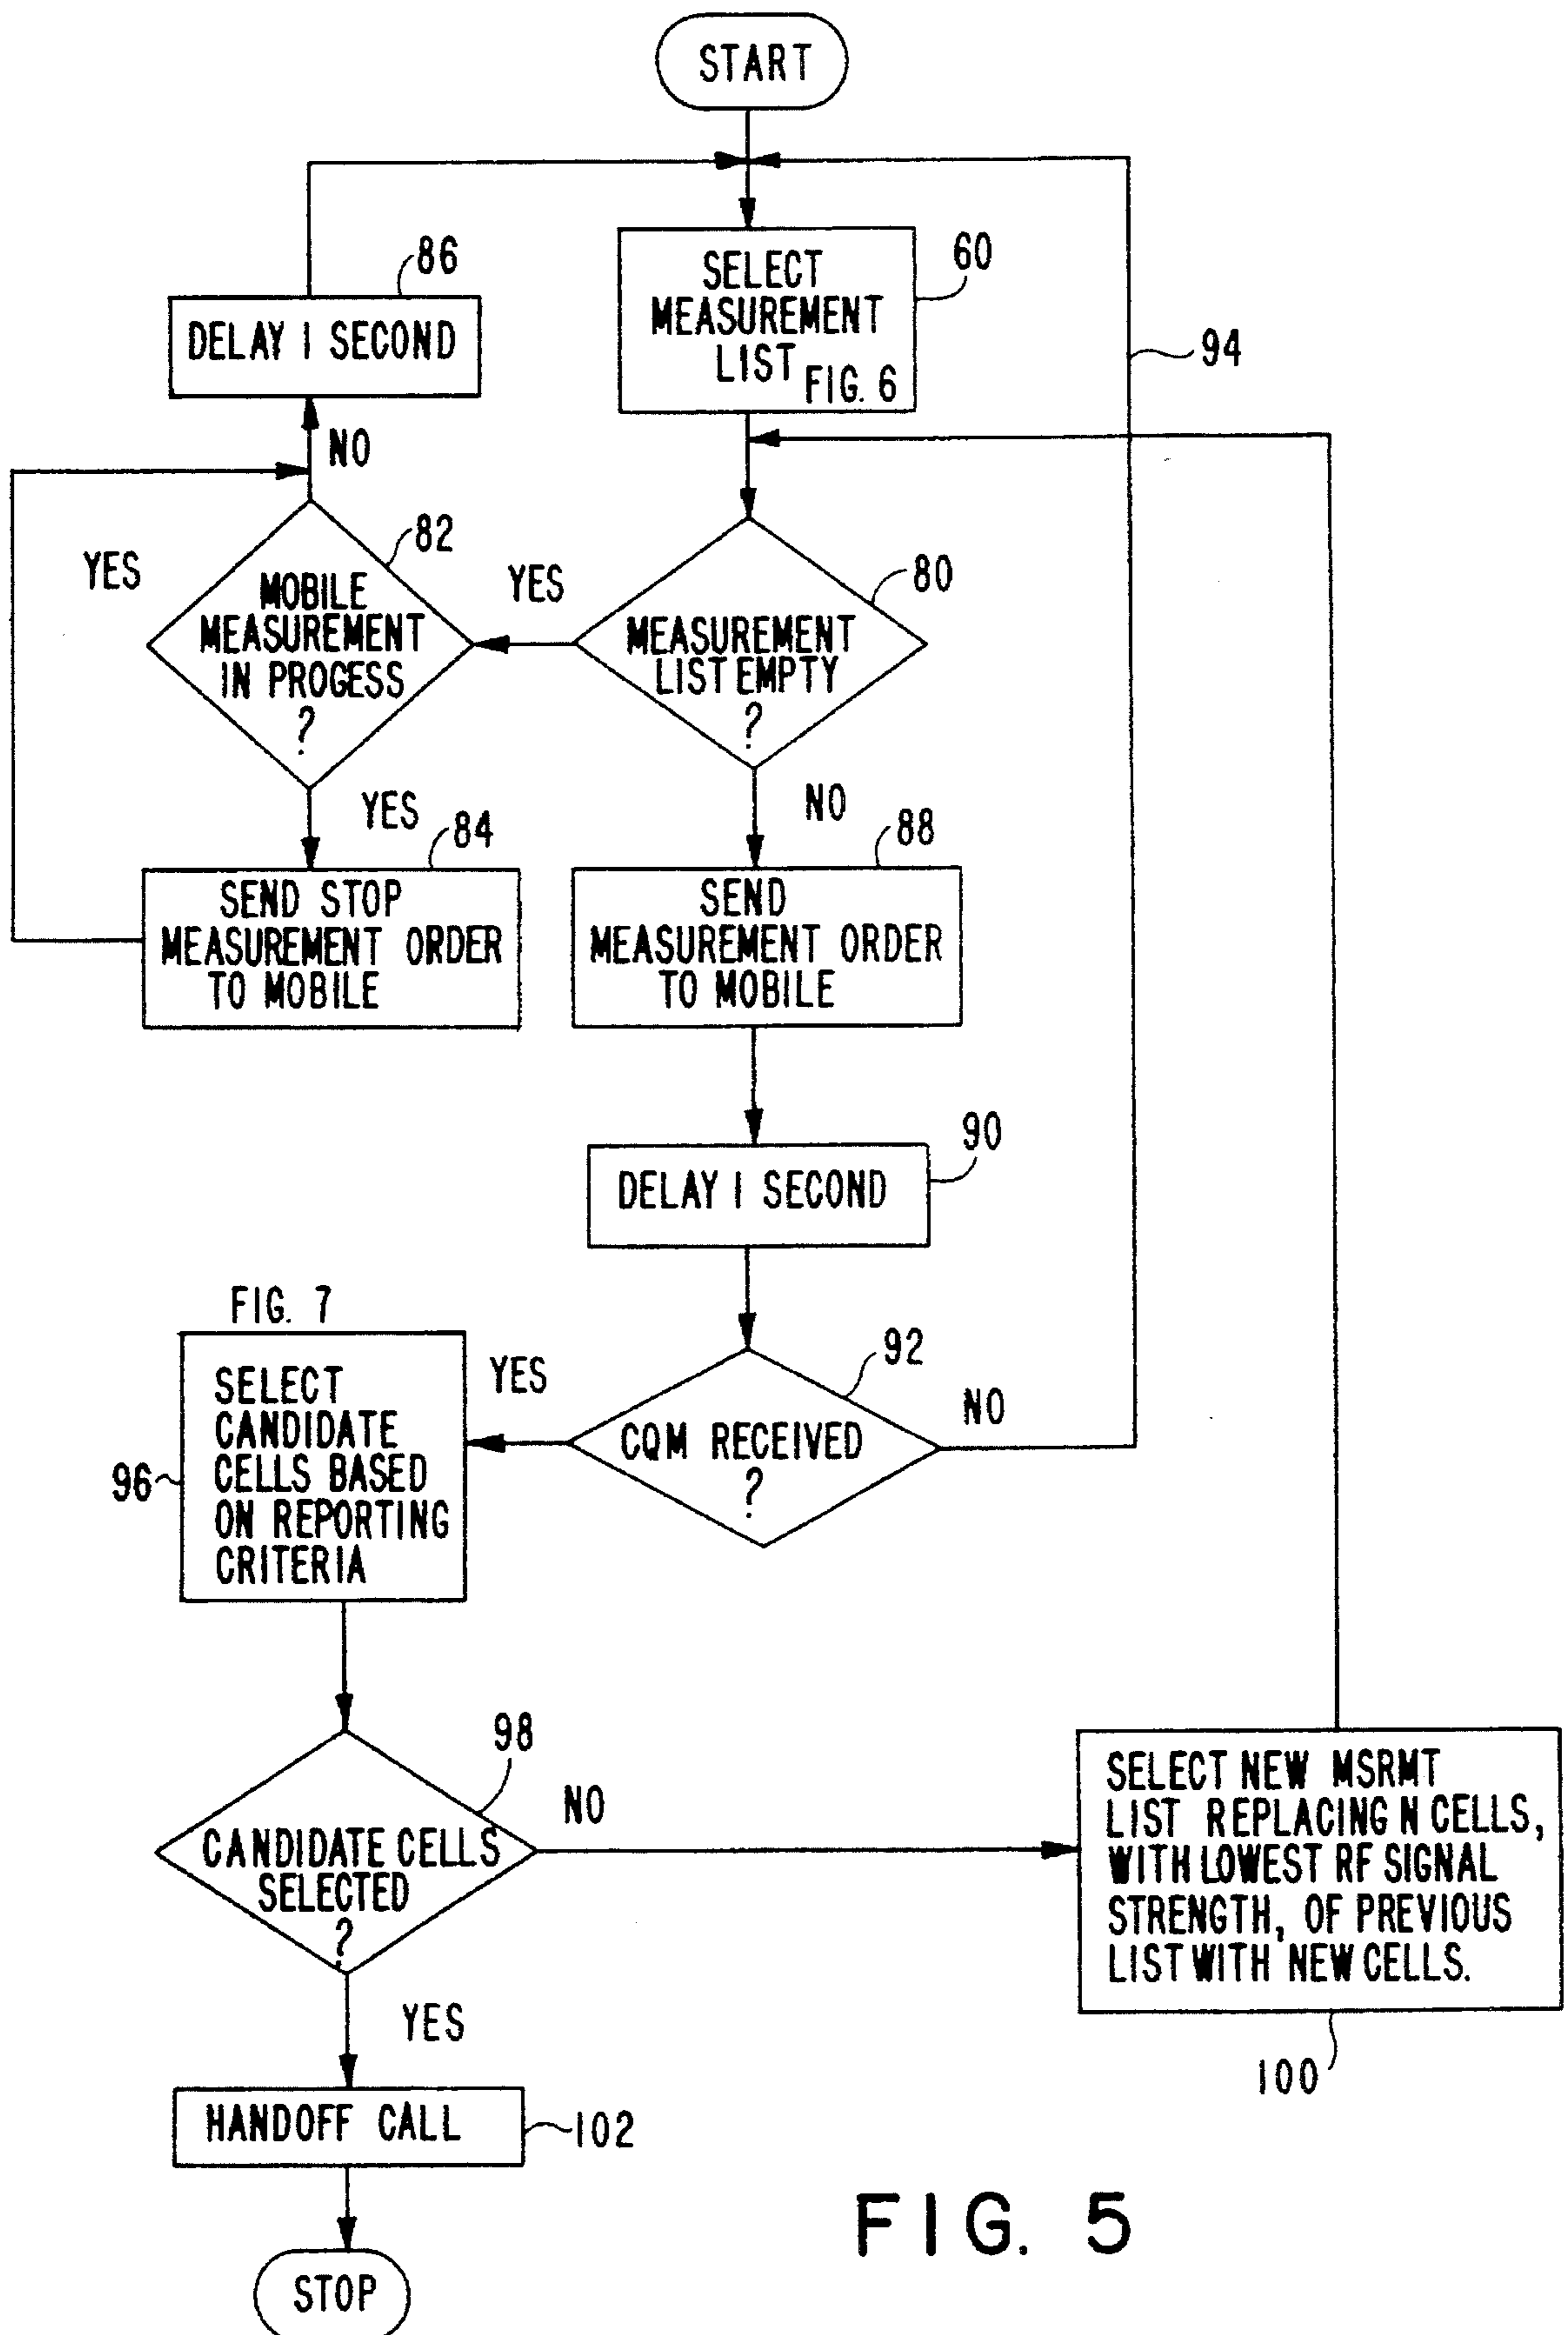 START
86
SELECT
MEASUREMENT
LIST
FIG. 6
60
DELAY 1 SECOND
94
NO
82
YES
MOBILE
MEASUREMENT
IN PROGESS
?
YES
80
MEASUREMENT
LIST EMPTY
?
YES
84
NO
88
SEND STOP
MEASUREMENT ORDER
TO MOBILE
SEND
MEASUREMENT ORDER
TO MOBILE
90
DELAY 1 SECOND
FIG. 7
92
YES
SELECT
CANDIDATE
CELLS BASED
ON REPORTING
CRITERIA
96
CQM RECEIVED
?
NO
98
NO
CANDIDATE CELLS
SELECTED
?
SELECT NEW MSRMT
LIST REPLACING N CELLS,
WITH LOWEST RF SIGNAL
STRENGTH, OF PREVIOUS
LIST WITH NEW CELLS.
100
YES
HANDOFF CALL
102
STOP
FIG. 5